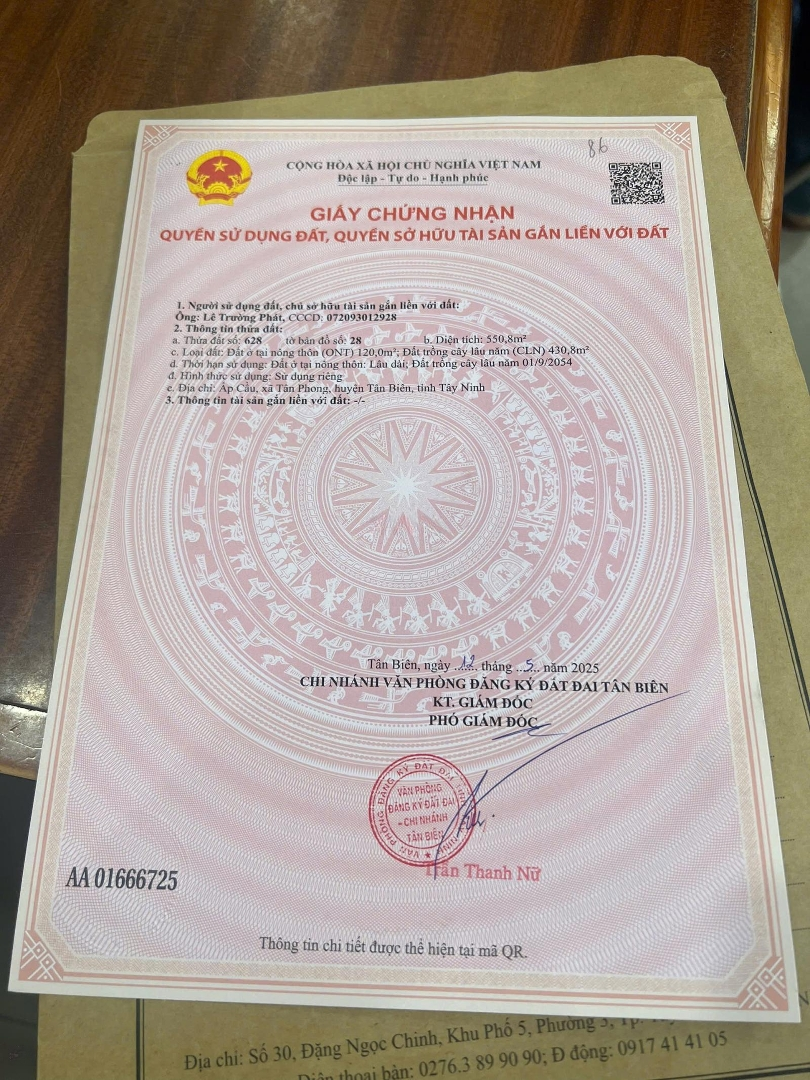 86
CỘNG HÒA XÃ HỘI CHỦ NGHĨA VIỆT NAM
Độc lập - Tự do - Hạnh phúc
GIẤY CHỨNG NHẬN
QUYỀN SỬ DỤNG ĐẤT, QUYỀN SỞ HỮU TÀI SẢN GẮN LIỀN VỚI ĐẤT
1. Người sử dụng đất, chủ sở hữu tài sản gắn liền với đất:
Ông: Lê Trường Phát, CCCD: 072093012928
2. Thông tin thửa đất:
a. Thửa đất số: 628 tờ bản đồ số: 28 b. Diện tích: 550,8m²
c. Loại đất: Đất ở tại nông thôn (ONT) 120,0m²; Đất trồng cây lâu năm (CLN) 430,8m²
d. Thời hạn sử dụng: Đất ở tại nông thôn: Lâu dài; Đất trồng cây lâu năm 01/9/2054
đ. Hình thức sử dụng: Sử dụng riêng
e. Địa chỉ: Ấp Cầu, xã Tân Phong, huyện Tân Biên, tỉnh Tây Ninh
3. Thông tin tài sản gắn liền với đất: -/-
Tân Biên, ngày ..12.. tháng ..5.. năm 2025
CHI NHÁNH VĂN PHÒNG ĐĂNG KÝ ĐẤT ĐAI TÂN BIÊN
KT. GIÁM ĐỐC
PHÓ GIÁM ĐỐC
VĂN PHÒNG ĐĂNG KÝ ĐẤT ĐAI
VĂN PHÒNG
ĐĂNG KÝ ĐẤT ĐAI
- CHI NHÁNH
TÂN BIÊN
Trần Thanh Nữ
AA 01666725
Thông tin chi tiết được thể hiện tại mã QR.
Địa chỉ: Số 30, Đặng Ngọc Chinh, Khu Phố 5, Phường 3, Tp.
Điện thoại bàn: 0276.3 89 90 90; Đ động: 0917 41 41 05